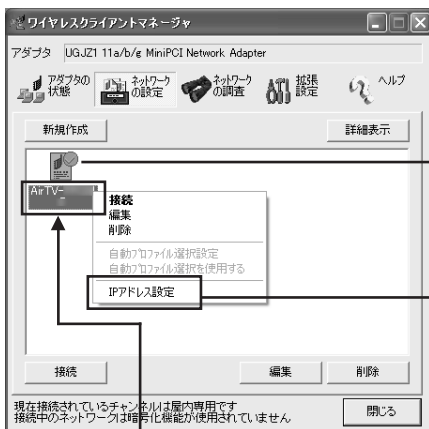 ワイヤレスクライアントマネージャ
アダプタ UGJZ1 11a/b/g MiniPCI Network Adapter
アダプタの状態
ネットワークの設定
ネットワークの調査
拡張設定
ヘルプ
新規作成
詳細表示
AirTV-
接続
編集
削除
自動プロファイル選択設定
自動プロファイル選択を使用する
IPアドレス設定
接続
編集
削除
現在接続されているチャンネルは屋内専用です
接続中のネットワークは暗号化機能が使用されていません
閉じる